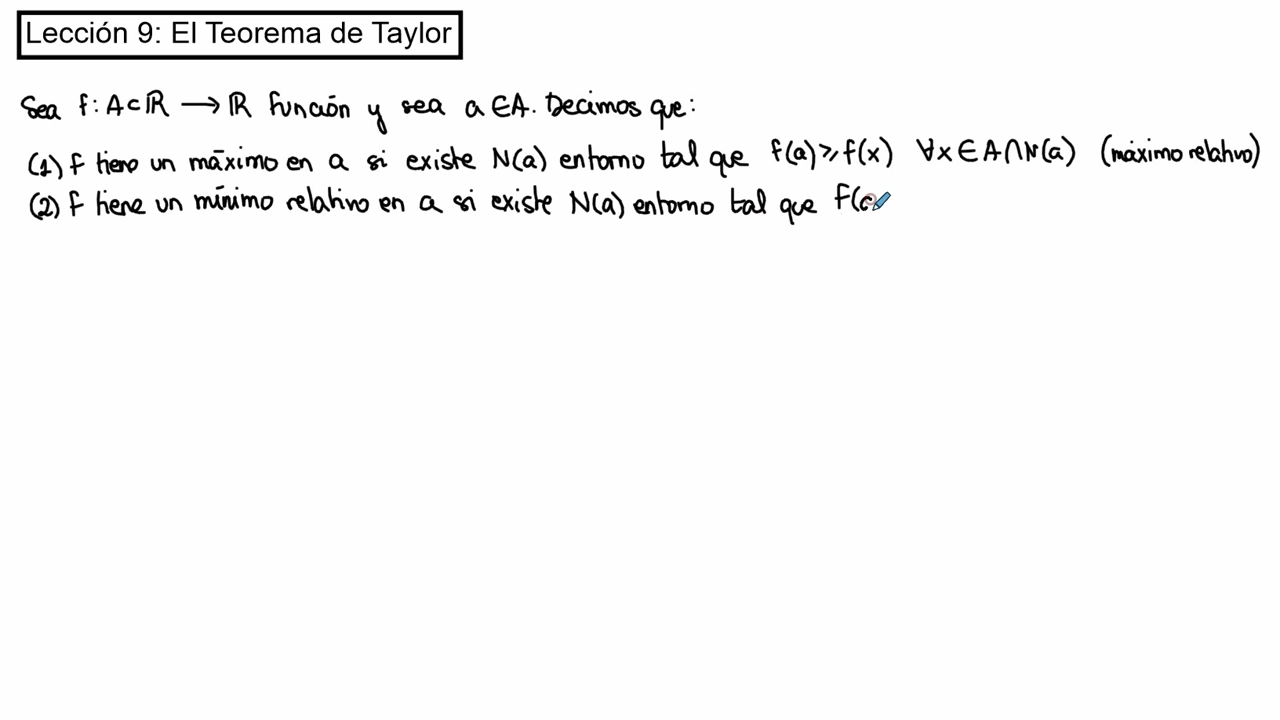 Lección 9: El Teorema de Taylor
Sea f: A⊂ℝ ⟶ ℝ función y sea a ∈ A. Decimos que:
(1) f tiene un máximo en a si existe N(a) entorno tal que f(a) ⩾ f(x) ∀x ∈ A∩N(a) (máximo relativo)
(2) f tiene un mínimo relativo en a si existe N(a) entorno tal que f(